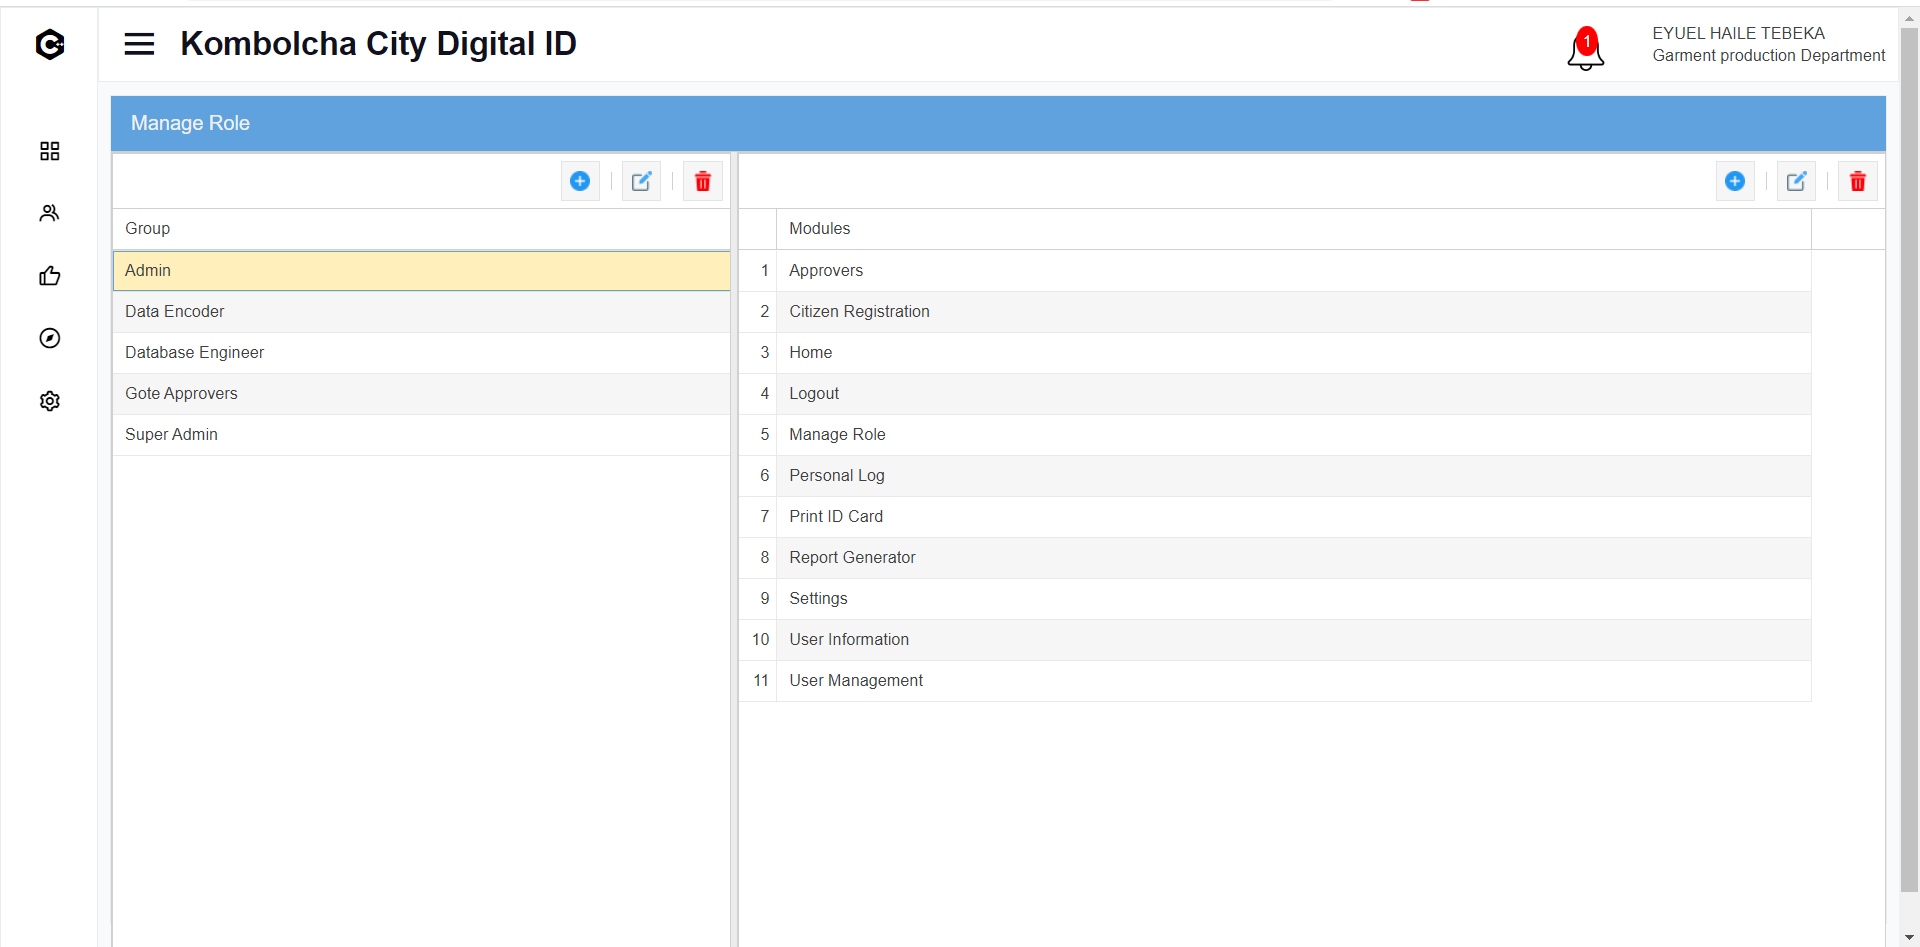 Kombolcha City Digital ID
1
EYUEL HAILE TEBEKA
Garment production Department
Manage Role
Group
Admin
Data Encoder
Database Engineer
Gote Approvers
Super Admin
Modules
1 Approvers
2 Citizen Registration
3 Home
4 Logout
5 Manage Role
6 Personal Log
7 Print ID Card
8 Report Generator
9 Settings
10 User Information
11 User Management